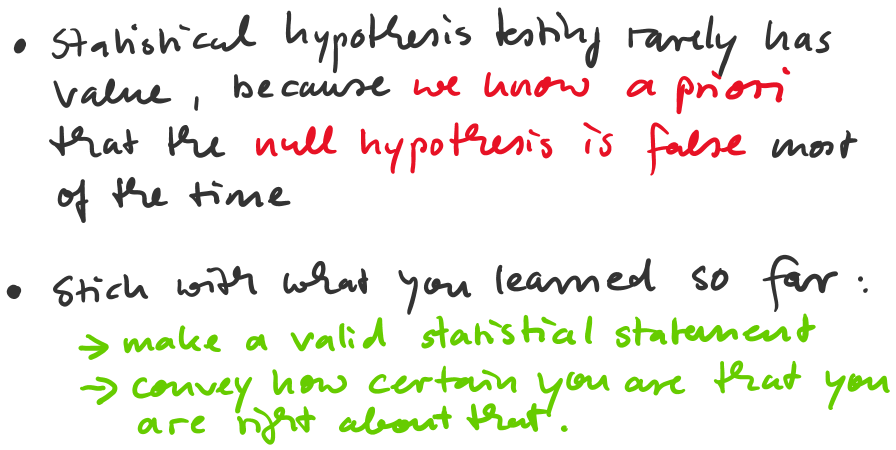 • Statistical hypothesis testing rarely has
value, because we know a priori
that the null hypothesis is false most
of the time
• Stick with what you learned so far:
→ make a valid statistial statement
→ convey how certain you are that you
are right about that.